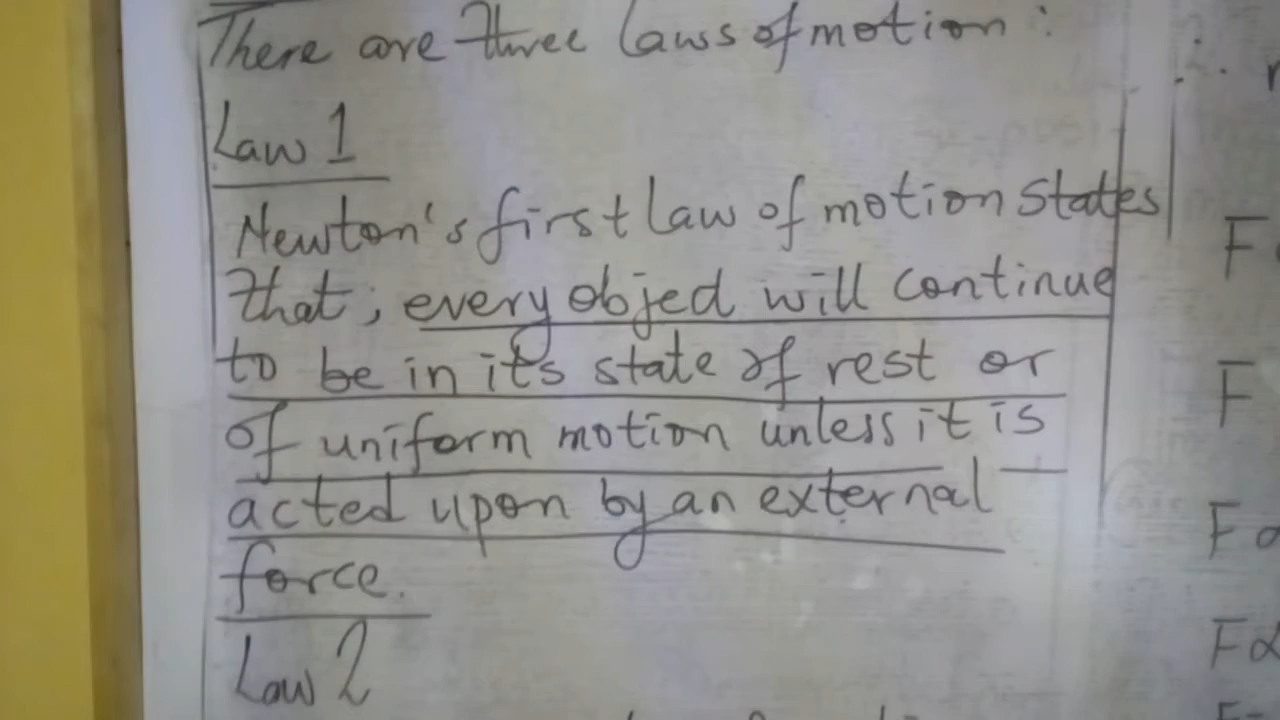 There are three laws of motion :
Law 1
Newton's first law of motion states
that, every object will continue
to be in its state of rest or
of uniform motion unless it is
acted upon by an external
force.
Law 2
F
F
F α
F α